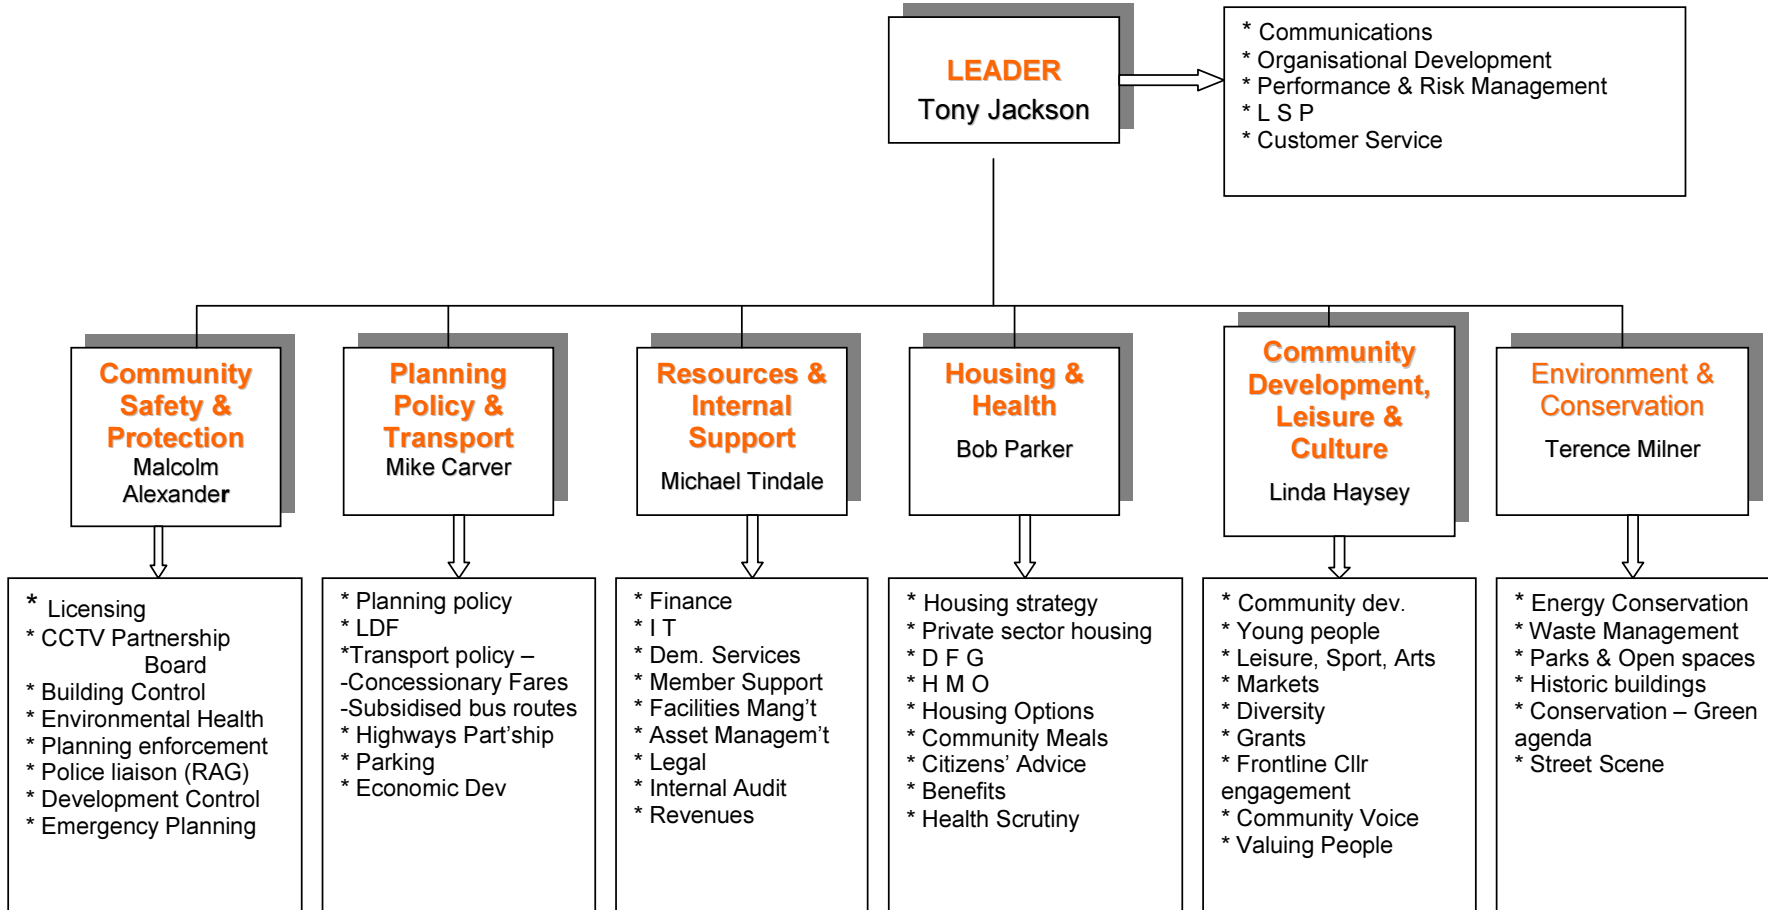 LEADER
Tony Jackson
* Communications
* Organisational Development
* Performance & Risk Management
* L S P
* Customer Service
Community
Safety &
Protection
Malcolm
Alexander
Planning
Policy &
Transport
Mike Carver
Resources &
Internal
Support
Michael Tindale
Housing &
Health
Bob Parker
Community
Development,
Leisure &
Culture
Linda Haysey
Environment &
Conservation
Terence Milner
* Licensing
* CCTV Partnership
Board
* Building Control
* Environmental Health
* Planning enforcement
* Police liaison (RAG)
* Development Control
* Emergency Planning
* Planning policy
* LDF
*Transport policy –
-Concessionary Fares
-Subsidised bus routes
* Highways Part’ship
* Parking
* Economic Dev
* Finance
* I T
* Dem. Services
* Member Support
* Facilities Mang’t
* Asset Managem’t
* Legal
* Internal Audit
* Revenues
* Housing strategy
* Private sector housing
* D F G
* H M O
* Housing Options
* Community Meals
* Citizens’ Advice
* Benefits
* Health Scrutiny
* Community dev.
* Young people
* Leisure, Sport, Arts
* Markets
* Diversity
* Grants
* Frontline Cllr
engagement
* Community Voice
* Valuing People
* Energy Conservation
* Waste Management
* Parks & Open spaces
* Historic buildings
* Conservation – Green
agenda
* Street Scene